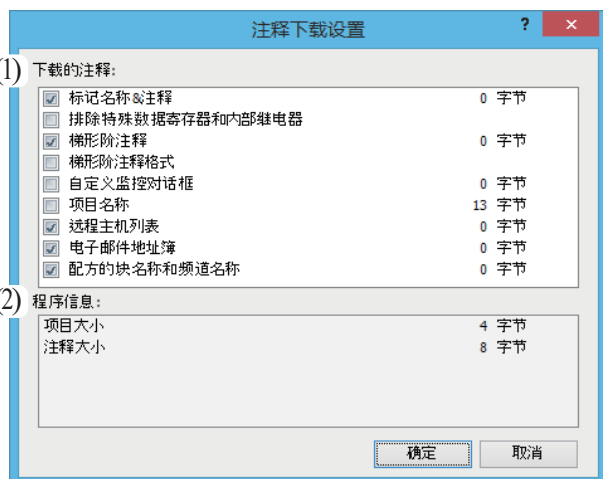 注释下载设置 ? ×
(1) 下载的注释:
标记名称&注释 0 字节
排除特殊数据寄存器和内部继电器
梯形阶注释 0 字节
梯形阶注释格式
自定义监控对话框 0 字节
项目名称 13 字节
远程主机列表 0 字节
电子邮件地址簿 0 字节
配方的块名称和频道名称 0 字节
(2) 程序信息:
项目大小 4 字节
注释大小 8 字节
确定 取消